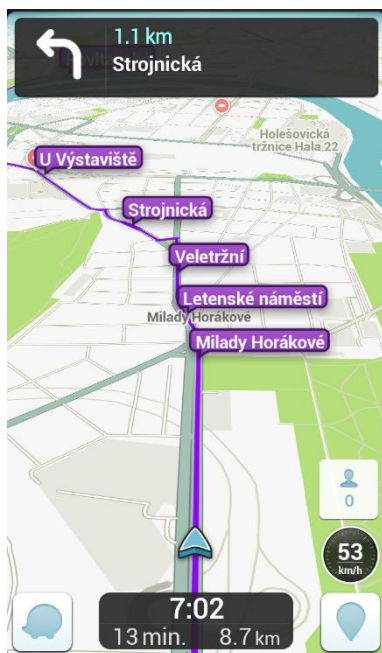 1.1 km
Strojnická
Holešovická
tržnice Hala 22
U Výstaviště
Strojnická
Veletržní
Letenské náměstí
Milady Horákové
Milady Horákové
0
53
km/h
7:02
13 min. 8.7 km